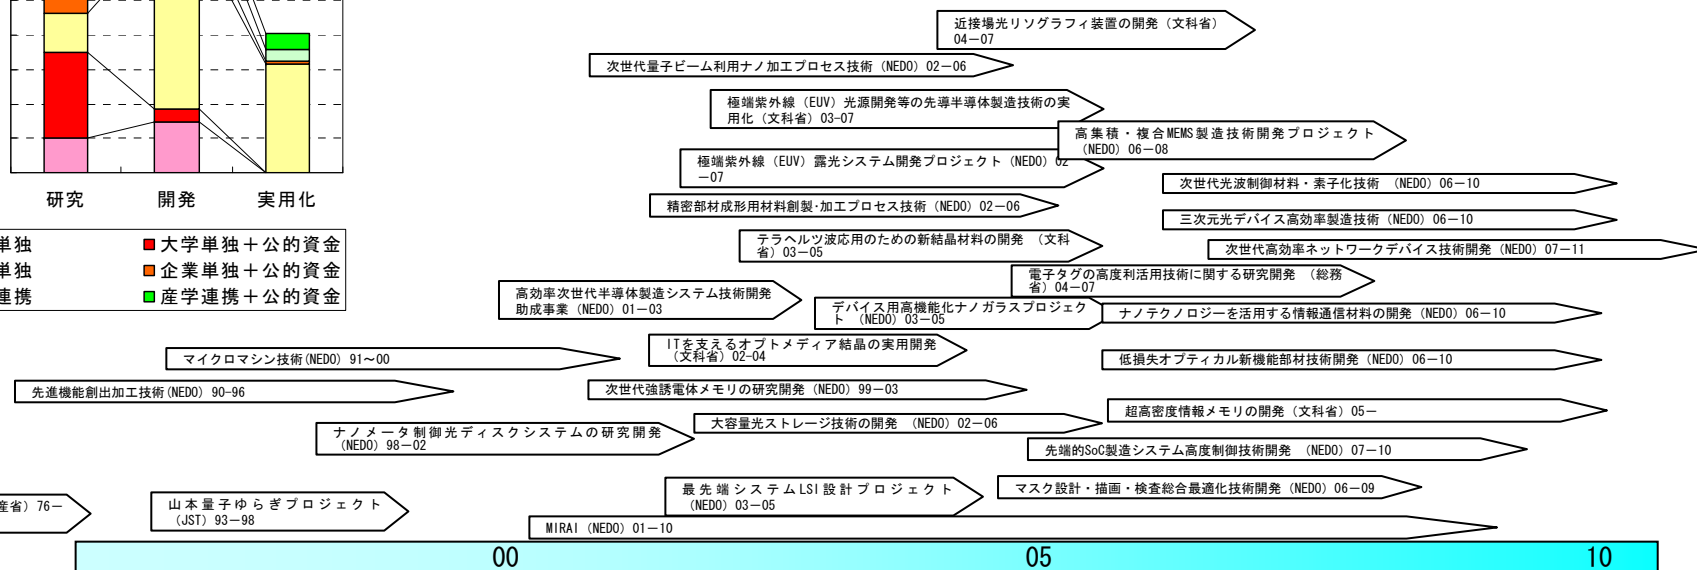 近接場光リソグラフィ装置の開発（文科省）
04－07
次世代量子ビーム利用ナノ加工プロセス技術（NEDO）02－06
極端紫外線（EUV）光源開発等の先導半導体製造技術の実
用化（文科省）03-07
高集積・複合MEMS製造技術開発プロジェクト
（NEDO）06－08
極端紫外線（EUV）露光システム開発プロジェクト（NEDO）02
－07
次世代光波制御材料・素子化技術　（NEDO）06－10
研究
開発
実用化
精密部材成形用材料創製･加工プロセス技術（NEDO）02－06
三次元光デバイス高効率製造技術（NEDO）06－10
テラヘルツ波応用のための新結晶材料の開発　（文科
省）03－05
次世代高効率ネットワークデバイス技術開発（NEDO）07－11
単独
大学単独＋公的資金
単独
企業単独＋公的資金
連携
産学連携＋公的資金
電子タグの高度利活用技術に関する研究開発　（総務
省）04－07
高効率次世代半導体製造システム技術開発
助成事業（NEDO）01－03
デバイス用高機能化ナノガラスプロジェク
ト　（NEDO）03－05
ナノテクノロジーを活用する情報通信材料の開発（NEDO）06－10
ITを支えるオプトメディア結晶の実用開発
（文科省）02-04
マイクロマシン技術(NEDO）91～00
低損失オプティカル新機能部材技術開発（NEDO）06－10
先進機能創出加工技術(NEDO）90-96
次世代強誘電体メモリの研究開発（NEDO）99－03
超高密度情報メモリの開発（文科省）05－
大容量光ストレージ技術の開発　（NEDO）02－06
ナノメータ制御光ディスクシステムの研究開発
（NEDO）98－02
先端的SoC製造システム高度制御技術開発　（NEDO）07－10
最先端システムLSI設計プロジェクト
（NEDO）03－05
マスク設計・描画・検査総合最適化技術開発（NEDO）06－09
産省）76－
山本量子ゆらぎプロジェクト
（JST）93－98
MIRAI（NEDO）01－10
00
05
10